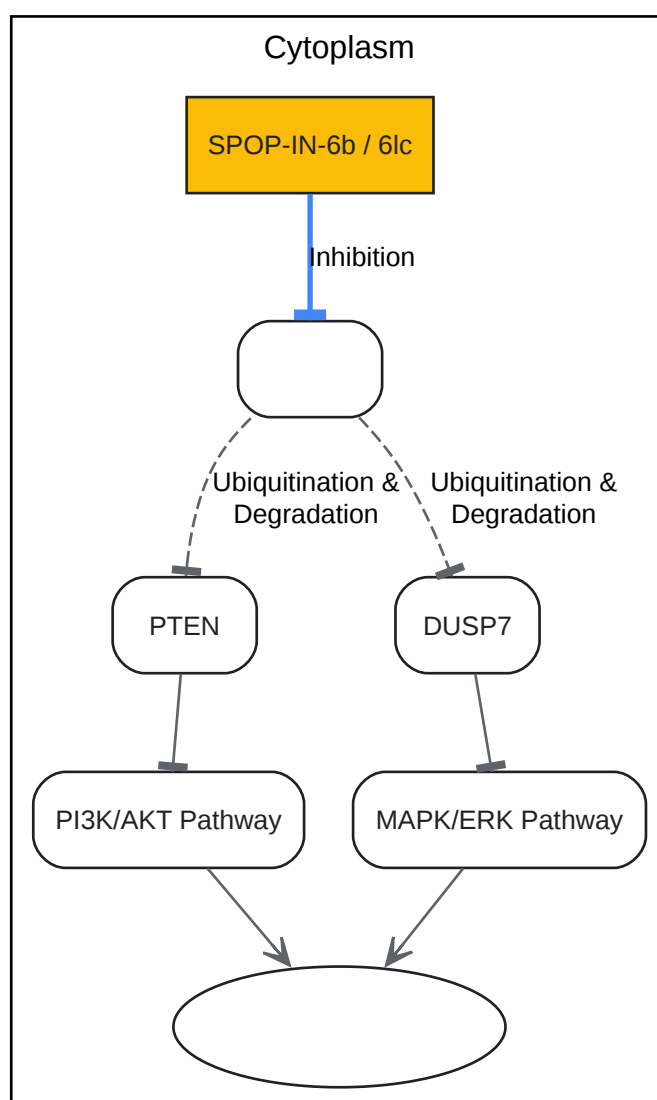 Cytoplasm
SPOP-IN-6b / 6lc
Inhibition
Ubiquitination &
Degradation
Ubiquitination &
Degradation
PTEN
DUSP7
PI3K/AKT Pathway
MAPK/ERK Pathway